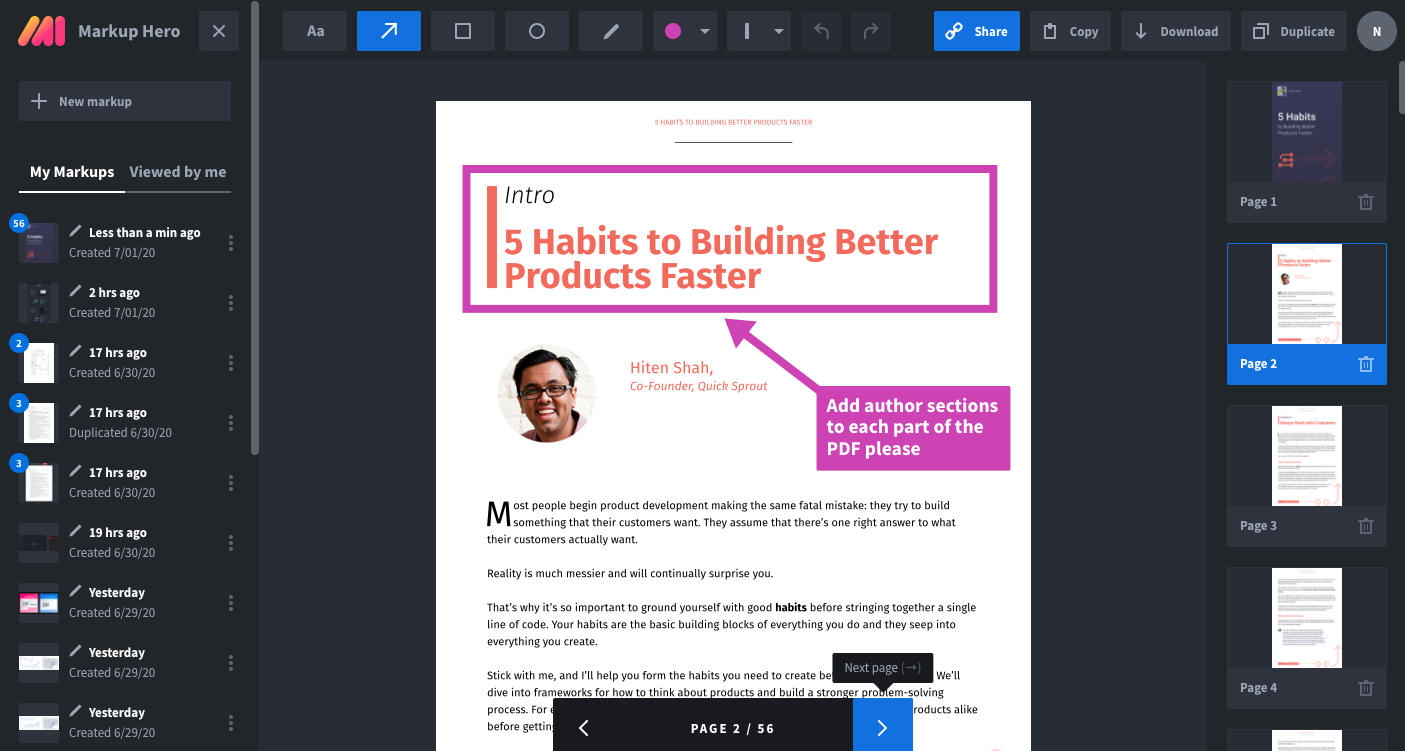 Markup Hero
Aa
Share
Copy
Download
Duplicate
N
New markup
My Markups
Viewed by me
56
Less than a min ago
Created 7/01/20
2 hrs ago
Created 7/01/20
2
17 hrs ago
Created 6/30/20
3
17 hrs ago
Duplicated 6/30/20
3
17 hrs ago
Created 6/30/20
19 hrs ago
Created 6/30/20
Yesterday
Created 6/29/20
Yesterday
Created 6/29/20
Yesterday
Created 6/29/20
5 HABITS TO BUILDING BETTER PRODUCTS FASTER
Intro
5 Habits to Building Better
Products Faster
Hiten Shah,
Co-Founder, Quick Sprout
Add author sections
to each part of the
PDF please
Most people begin product development making the same fatal mistake: they try to build
something that their customers want. They assume that there's one right answer to what
their customers actually want.
Reality is much messier and will continually surprise you.
That's why it's so important to ground yourself with good habits before stringing together a single
line of code. Your habits are the basic building blocks of everything you do and they seep into
everything you create.
Stick with me, and I'll help you form the habits you need to create We'll
dive into frameworks for how to think about products and build a stronger problem-solving
process. For products alike
before getting
Next page (→)
PAGE 2 / 56
5 Habits
to Building Better
Products Faster
Page 1
5 Habits to Building Better
Products Faster
Page 2
Always Start with Customers
Page 3
Page 4